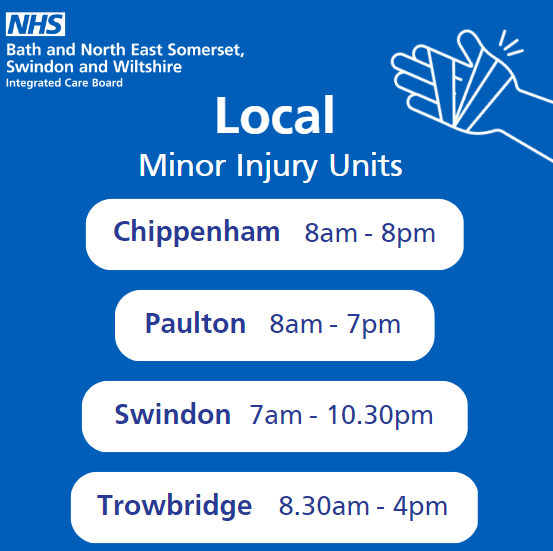 NHS
Bath and North East Somerset,
Swindon and Wiltshire
Integrated Care Board
Local
Minor Injury Units
Chippenham 8am - 8pm
Paulton 8am - 7pm
Swindon 7am - 10.30pm
Trowbridge 8.30am - 4pm